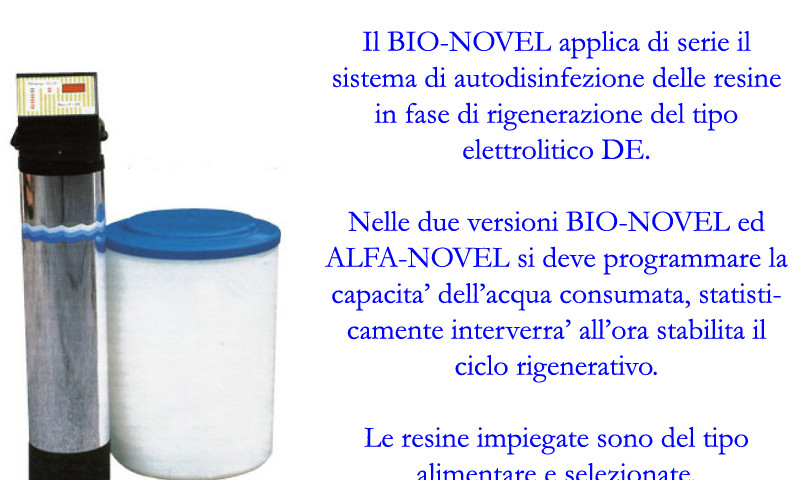 Il BIO-NOVEL applica di serie il
sistema di autodisinfezione delle resine
in fase di rigenerazione del tipo
elettrolitico DE.
Nelle due versioni BIO-NOVEL ed
ALFA-NOVEL si deve programmare la
capacita’ dell’acqua consumata, statisti-
camente interverra’ all’ora stabilita il
ciclo rigenerativo.
Le resine impiegate sono del tipo
alimentare e selezionate.